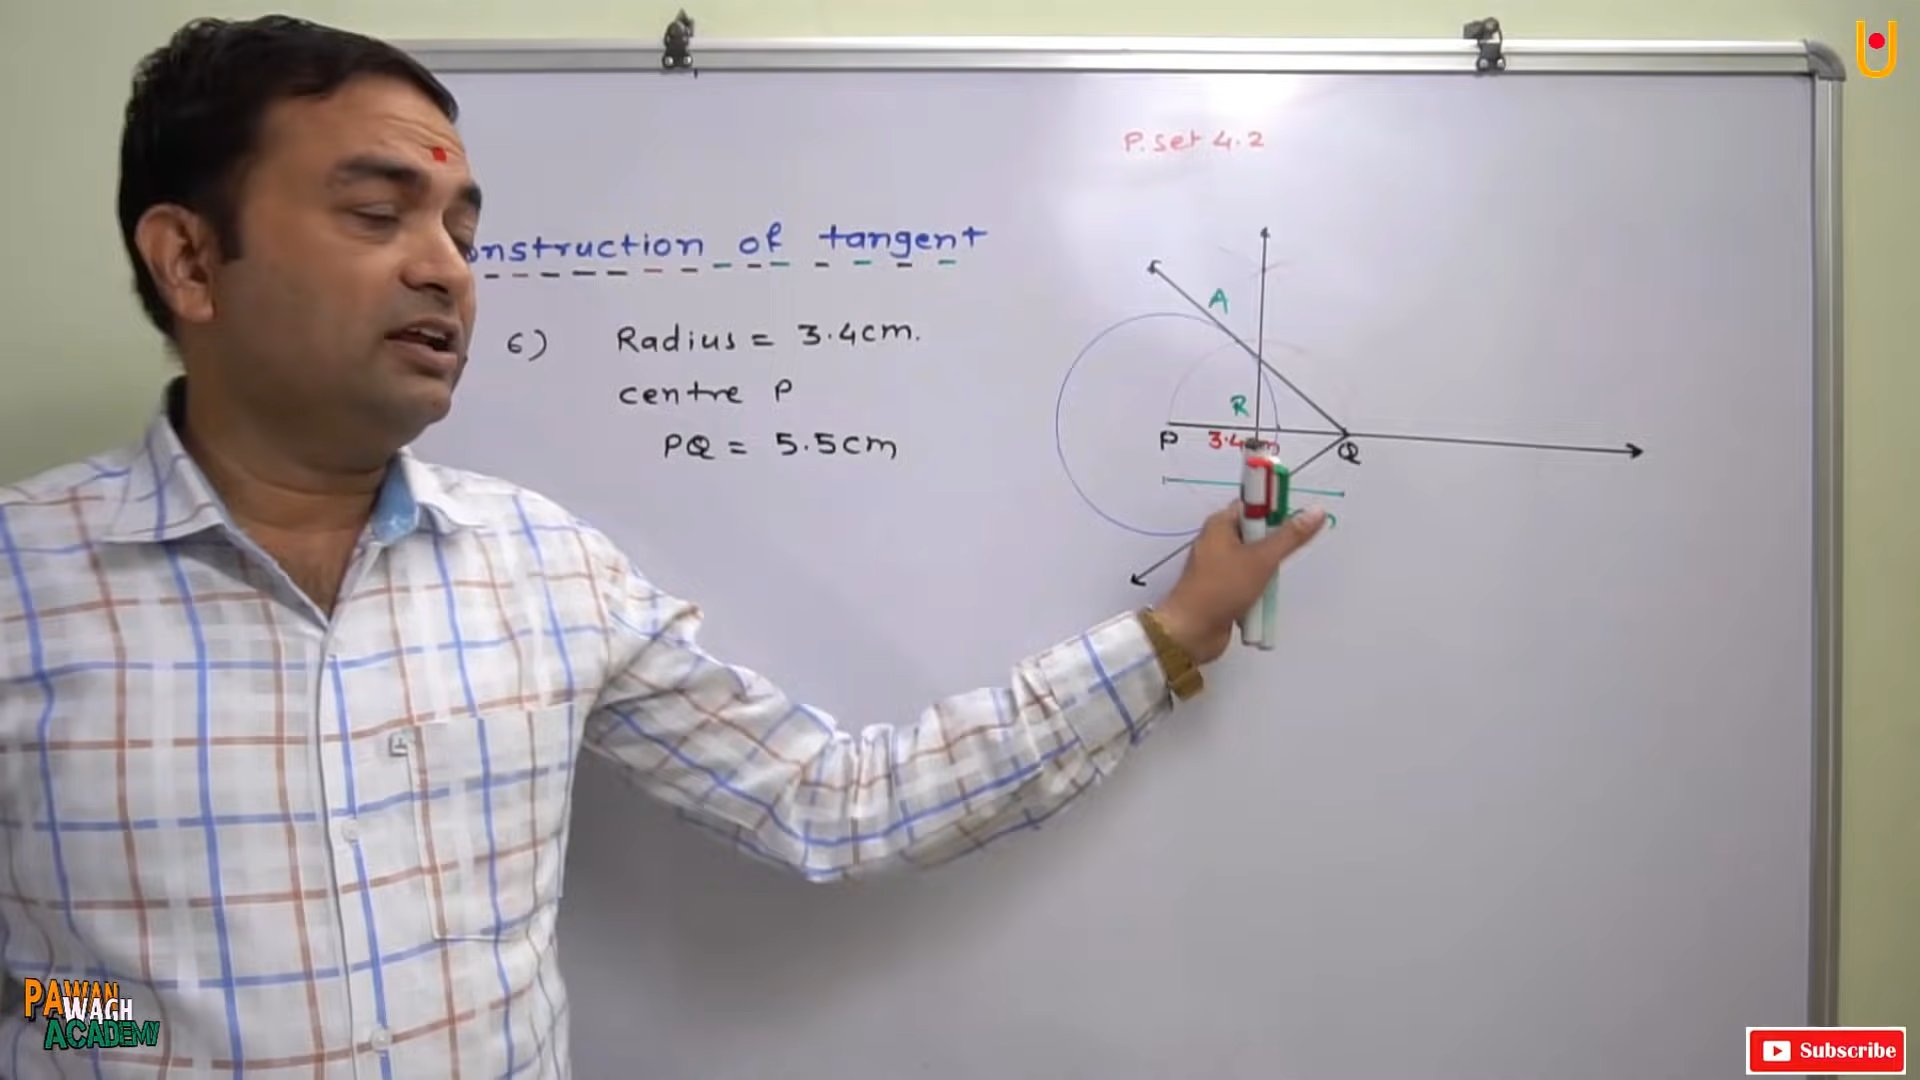 P. set 4.2
onstruction of tangent
6) Radius = 3.4cm.
centre P
PQ = 5.5cm
A
R
P
Q
PAWAN
WAGH
ACADEMY
Subscribe